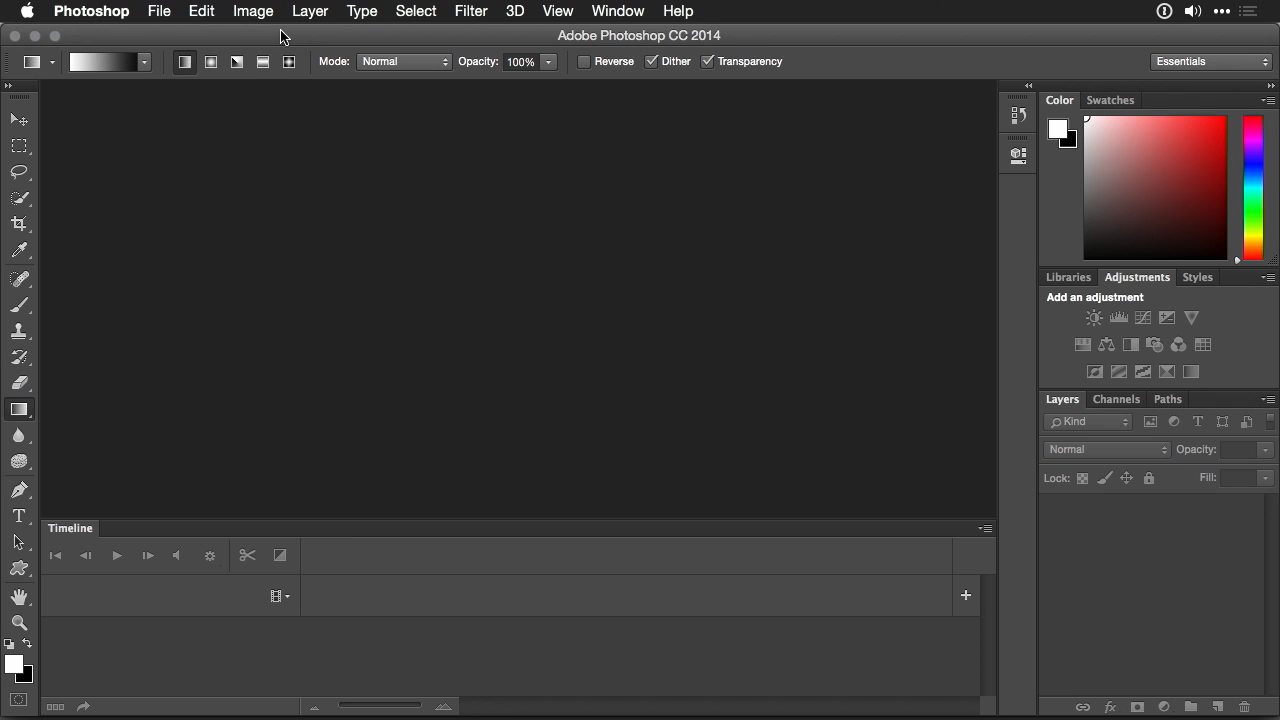 Photoshop File Edit Image Layer Type Select Filter 3D View Window Help
Adobe Photoshop CC 2014
Mode: Normal Opacity: 100% Reverse Dither Transparency Essentials
Color Swatches
Libraries Adjustments Styles
Add an adjustment
Layers Channels Paths
Kind
Normal Opacity:
Lock: Fill:
Timeline